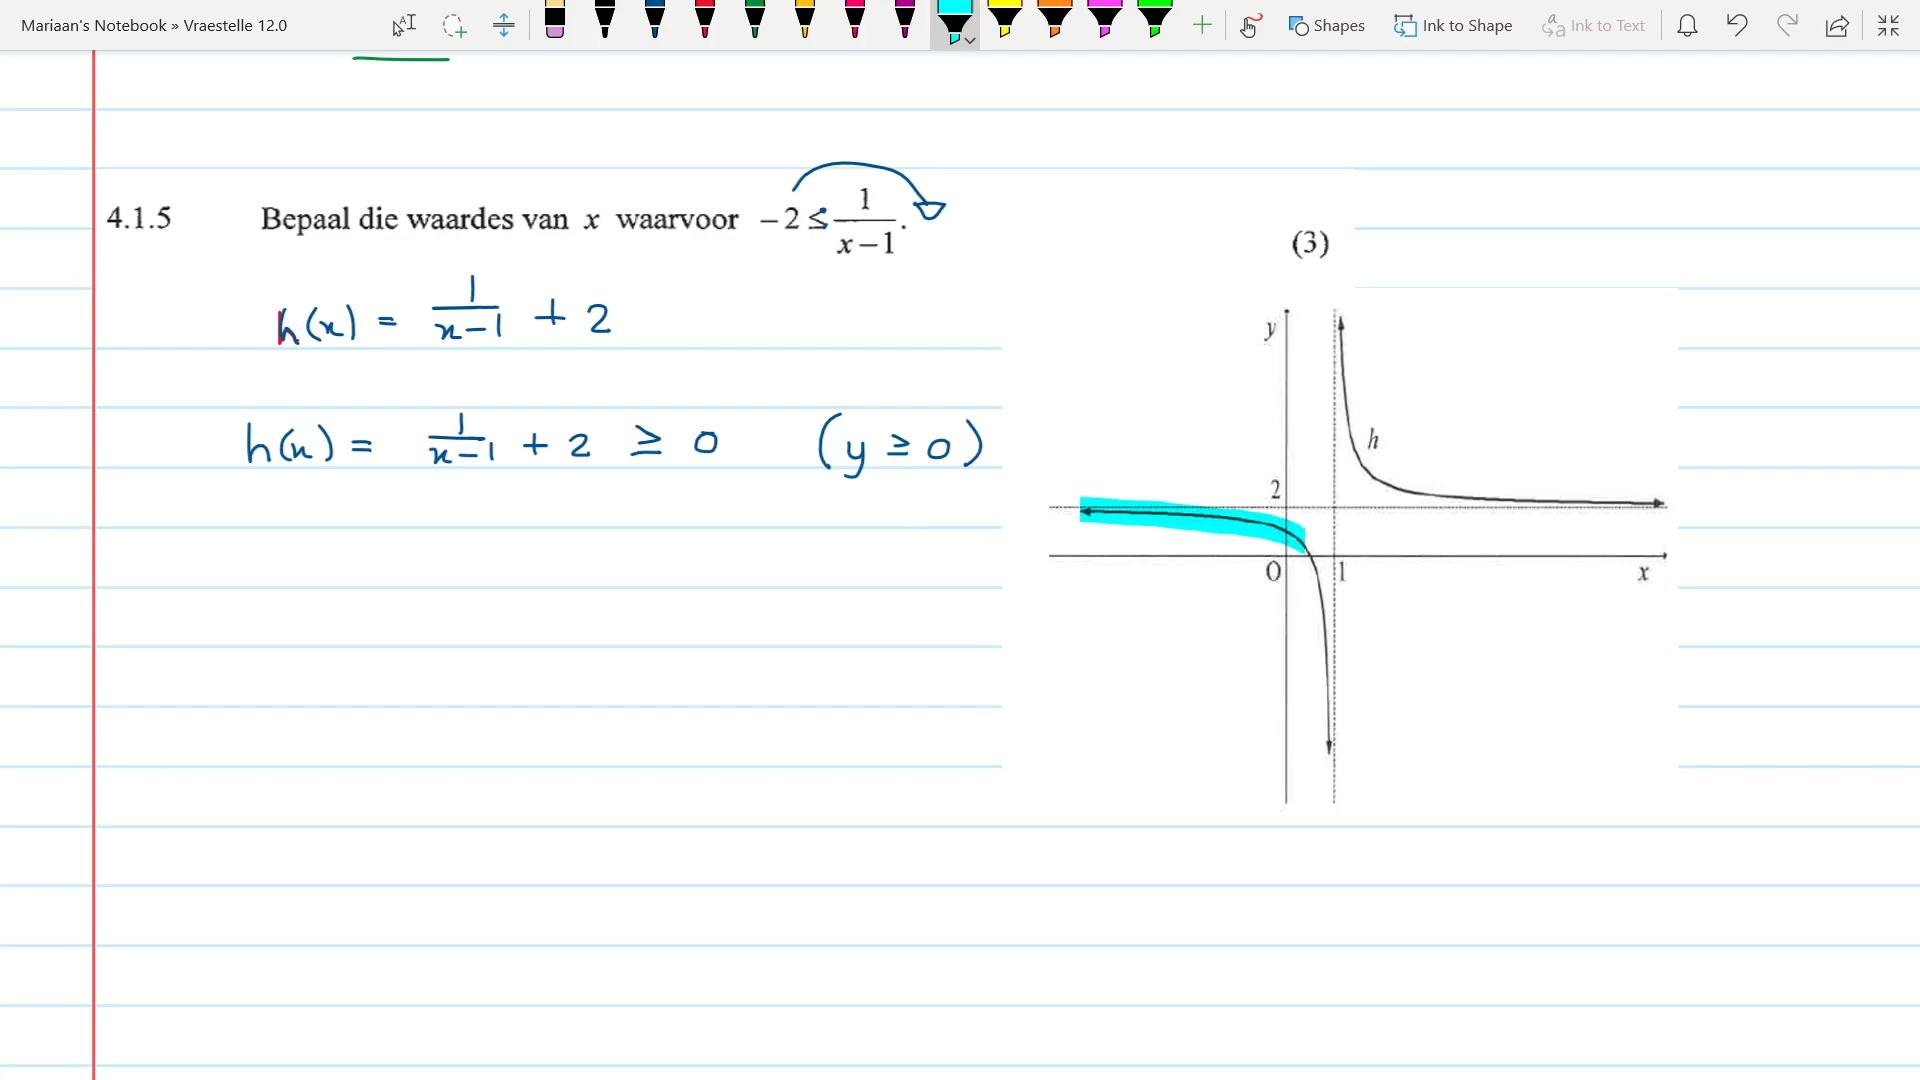 Mariaan's Notebook » Vraestelle 12.0
Shapes
Ink to Shape
Ink to Text
4.1.5 Bepaal die waardes van x waarvoor −2 ≤ 1/(x−1).
(3)
h(x) = 1/(x−1) + 2
h(x) = 1/(x−1) + 2 ≥ 0 (y ≥ 0)
y
h
2
0
1
x